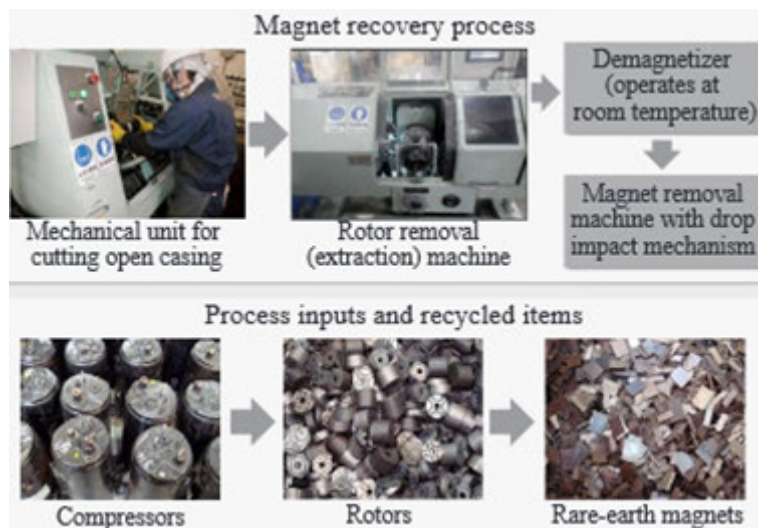 Magnet recovery process
Demagnetizer
(operates at
room temperature)
Mechanical unit for
cutting open casing
Rotor removal
(extraction) machine
Magnet removal
machine with drop
impact mechanism
Process inputs and recycled items
Compressors
Rotors
Rare-earth magnets